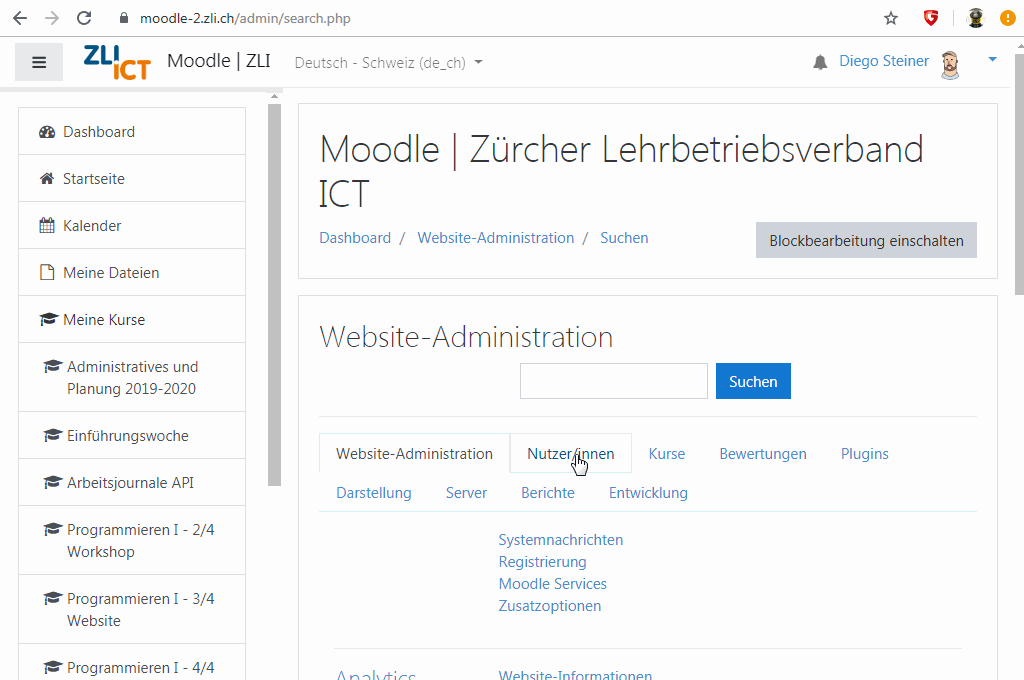 moodle-2.zli.ch/admin/search.php
ZLI
ICT
Moodle | ZLI
Deutsch - Schweiz (de_ch)
Diego Steiner
Dashboard
Startseite
Kalender
Meine Dateien
Meine Kurse
Administratives und
Planung 2019-2020
Einführungswoche
Arbeitsjournale API
Programmieren I - 2/4
Workshop
Programmieren I - 3/4
Website
Programmieren I - 4/4
Moodle | Zürcher Lehrbetriebsverband
ICT
Dashboard / Website-Administration / Suchen
Blockbearbeitung einschalten
Website-Administration
Suchen
Website-Administration Nutzer/innen Kurse Bewertungen Plugins
Darstellung Server Berichte Entwicklung
Systemnachrichten
Registrierung
Moodle Services
Zusatzoptionen
Analytics
Website-Informationen